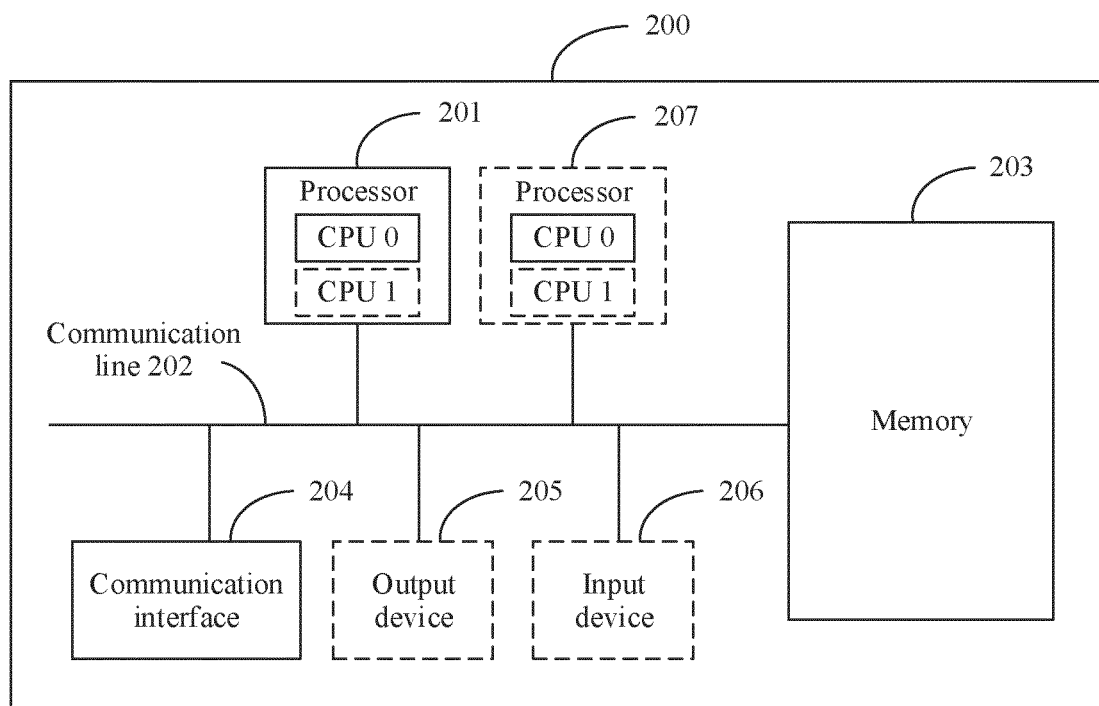 200
201
207
203
Processor
CPU 0
CPU 1
Processor
CPU 0
CPU 1
Communication
line 202
Memory
204
205
206
Communication
interface
Output
device
Input
device